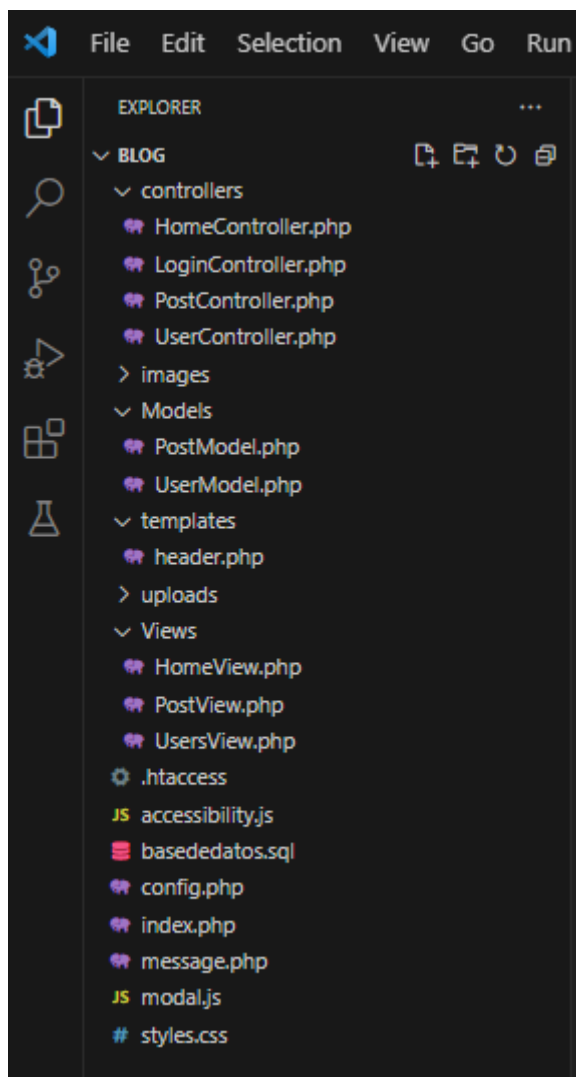 File Edit Selection View Go Run
EXPLORER ...
BLOG
controllers
HomeController.php
LoginController.php
PostController.php
UserController.php
images
Models
PostModel.php
UserModel.php
templates
header.php
uploads
Views
HomeView.php
PostView.php
UsersView.php
.htaccess
JS accessibility.js
basededatos.sql
config.php
index.php
message.php
JS modal.js
# styles.css